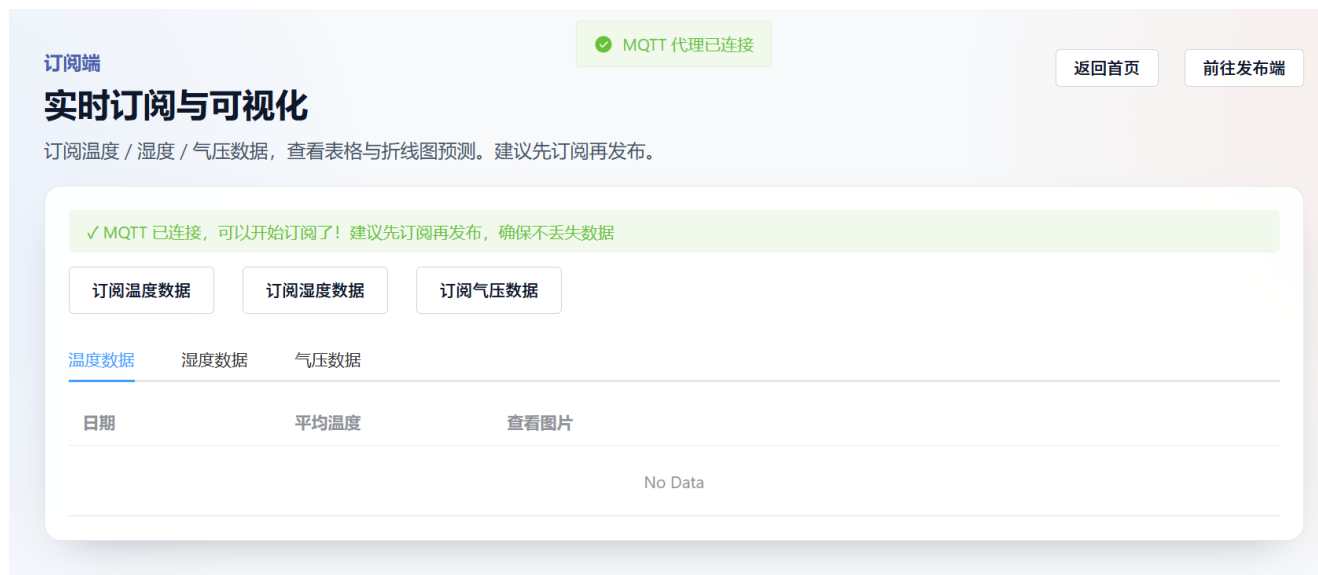 MQTT 代理已连接
订阅端
返回首页
前往发布端
实时订阅与可视化
订阅温度 / 湿度 / 气压数据，查看表格与折线图预测。建议先订阅再发布。
✓ MQTT 已连接，可以开始订阅了！建议先订阅再发布，确保不丢失数据
订阅温度数据 订阅湿度数据 订阅气压数据
温度数据 湿度数据 气压数据
日期 平均温度 查看图片
No Data